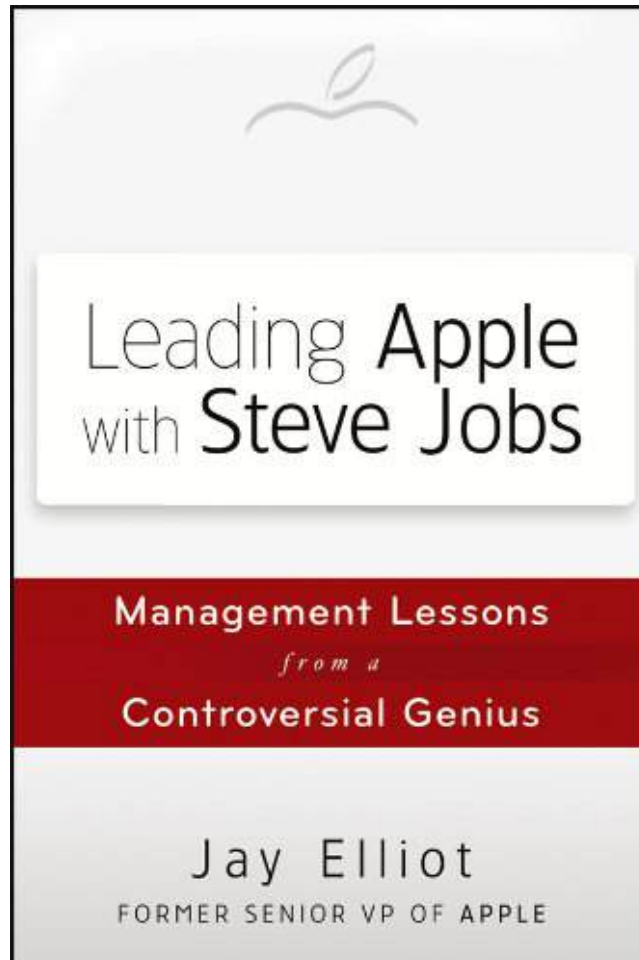 Leading Apple
with Steve Jobs
Management Lessons
from a
Controversial Genius
Jay Elliot
FORMER SENIOR VP OF APPLE